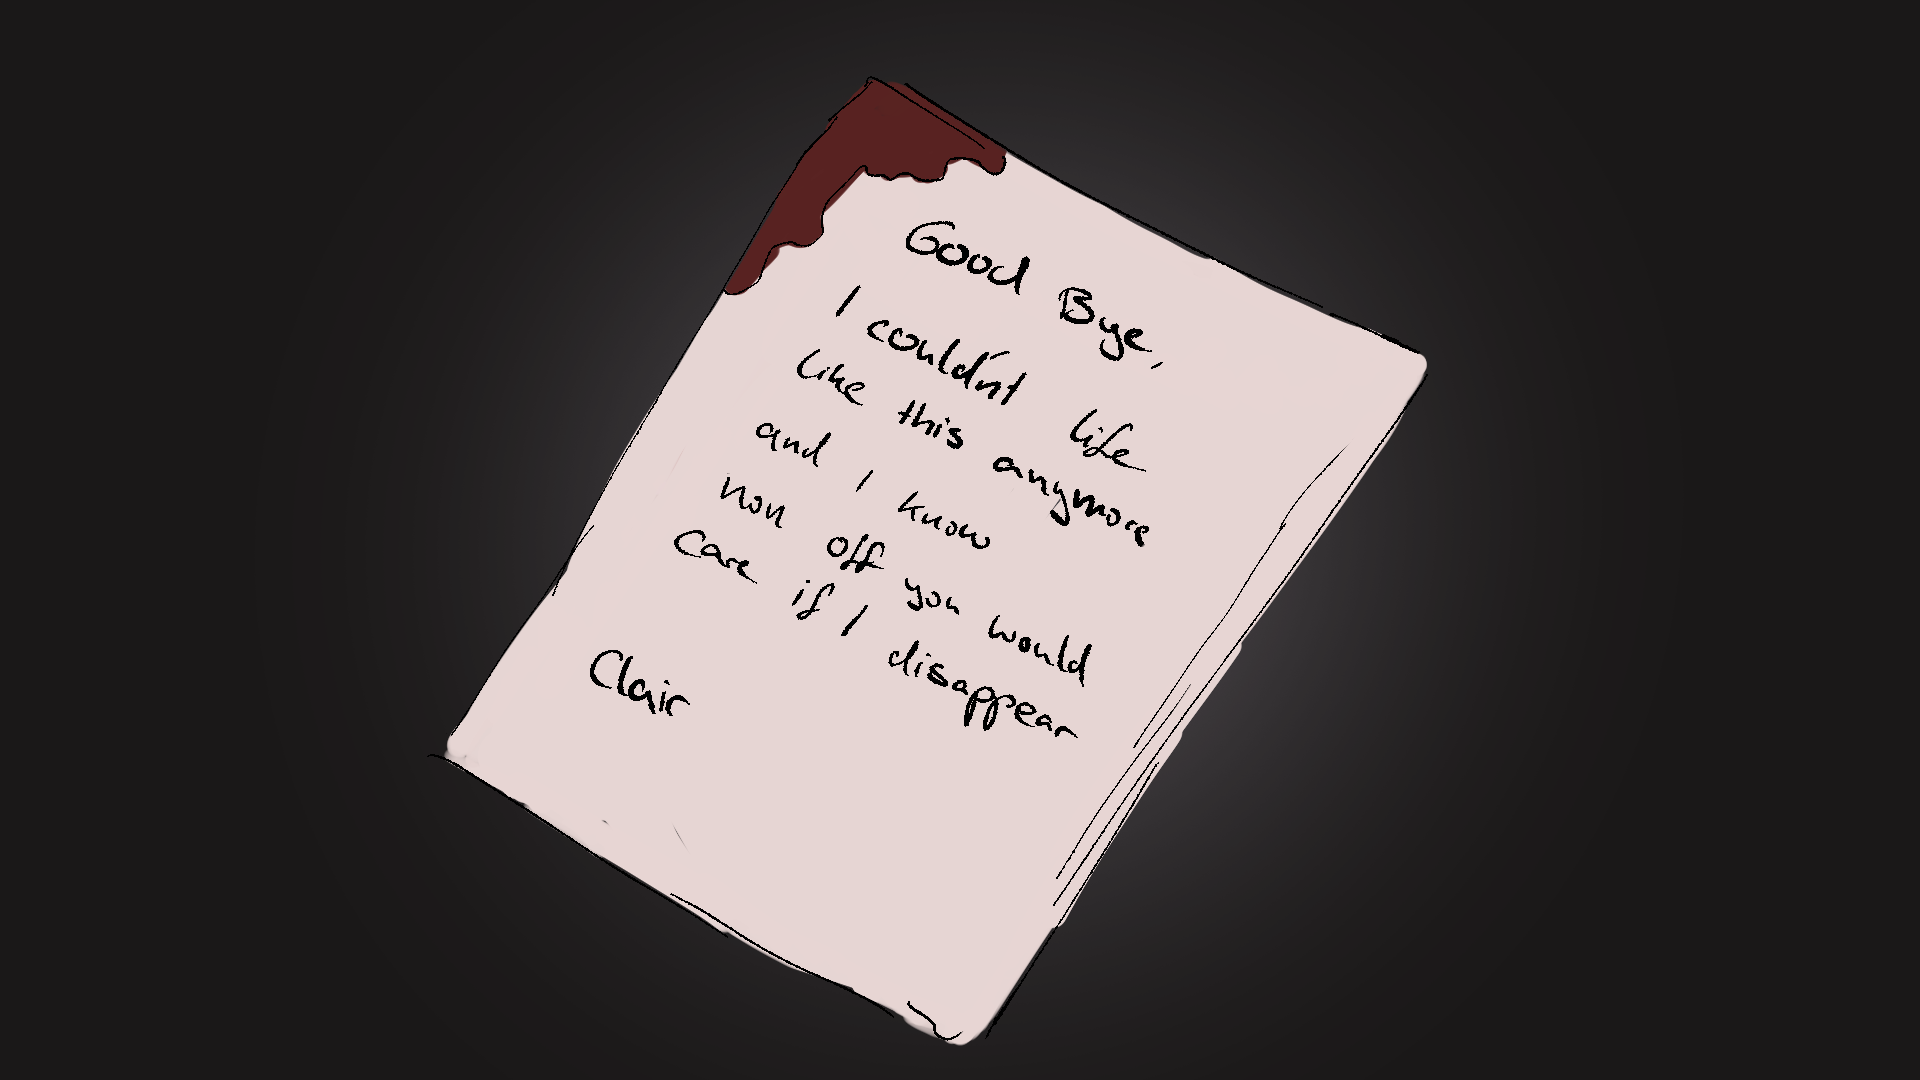 Good Bye,
I couldn't life
like this anymore
and I know
non off you would
care if I disappear
Clair